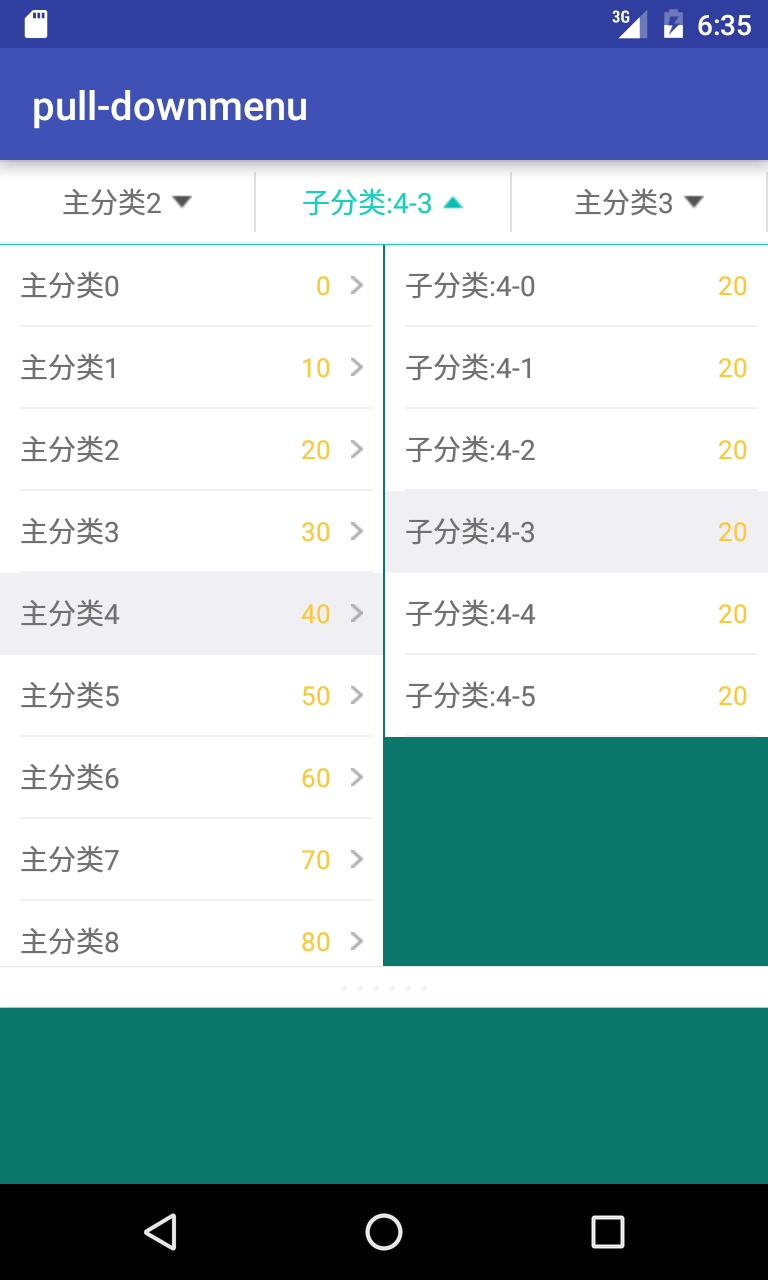 3G 6:35
pull-downmenu
主分类2 子分类:4-3 主分类3
主分类0 0
主分类1 10
主分类2 20
主分类3 30
主分类4 40
主分类5 50
主分类6 60
主分类7 70
主分类8 80
子分类:4-0 20
子分类:4-1 20
子分类:4-2 20
子分类:4-3 20
子分类:4-4 20
子分类:4-5 20